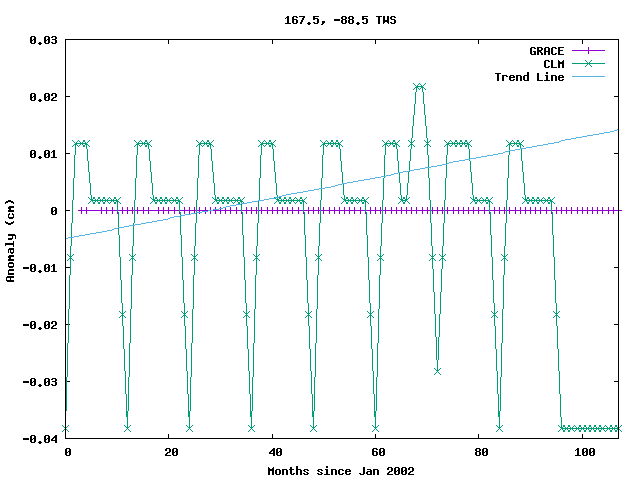 167.5, -88.5 TWS
GRACE
CLM
Trend Line
0.03
0.02
0.01
0
-0.01
-0.02
-0.03
-0.04
Anomaly (cm)
0 20 40 60 80 100
Months since Jan 2002